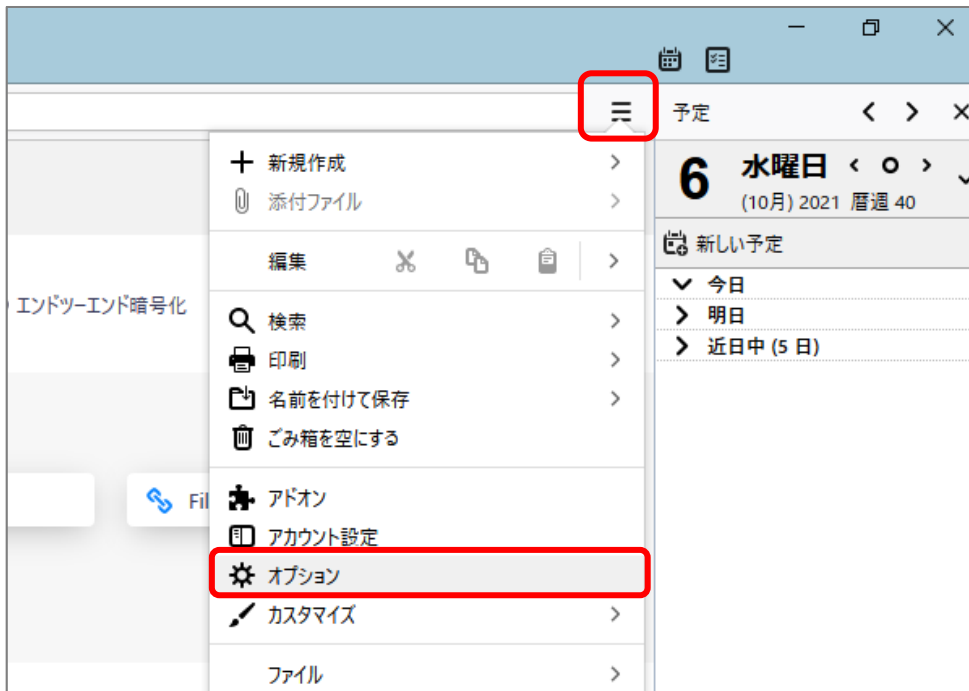 予定
新規作成
添付ファイル
編集
検索
印刷
名前を付けて保存
ごみ箱を空にする
アドオン
アカウント設定
オプション
カスタマイズ
ファイル
エンドツーエンド暗号化
Fil
6 水曜日
(10月) 2021 暦週 40
新しい予定
今日
明日
近日中 (5 日)